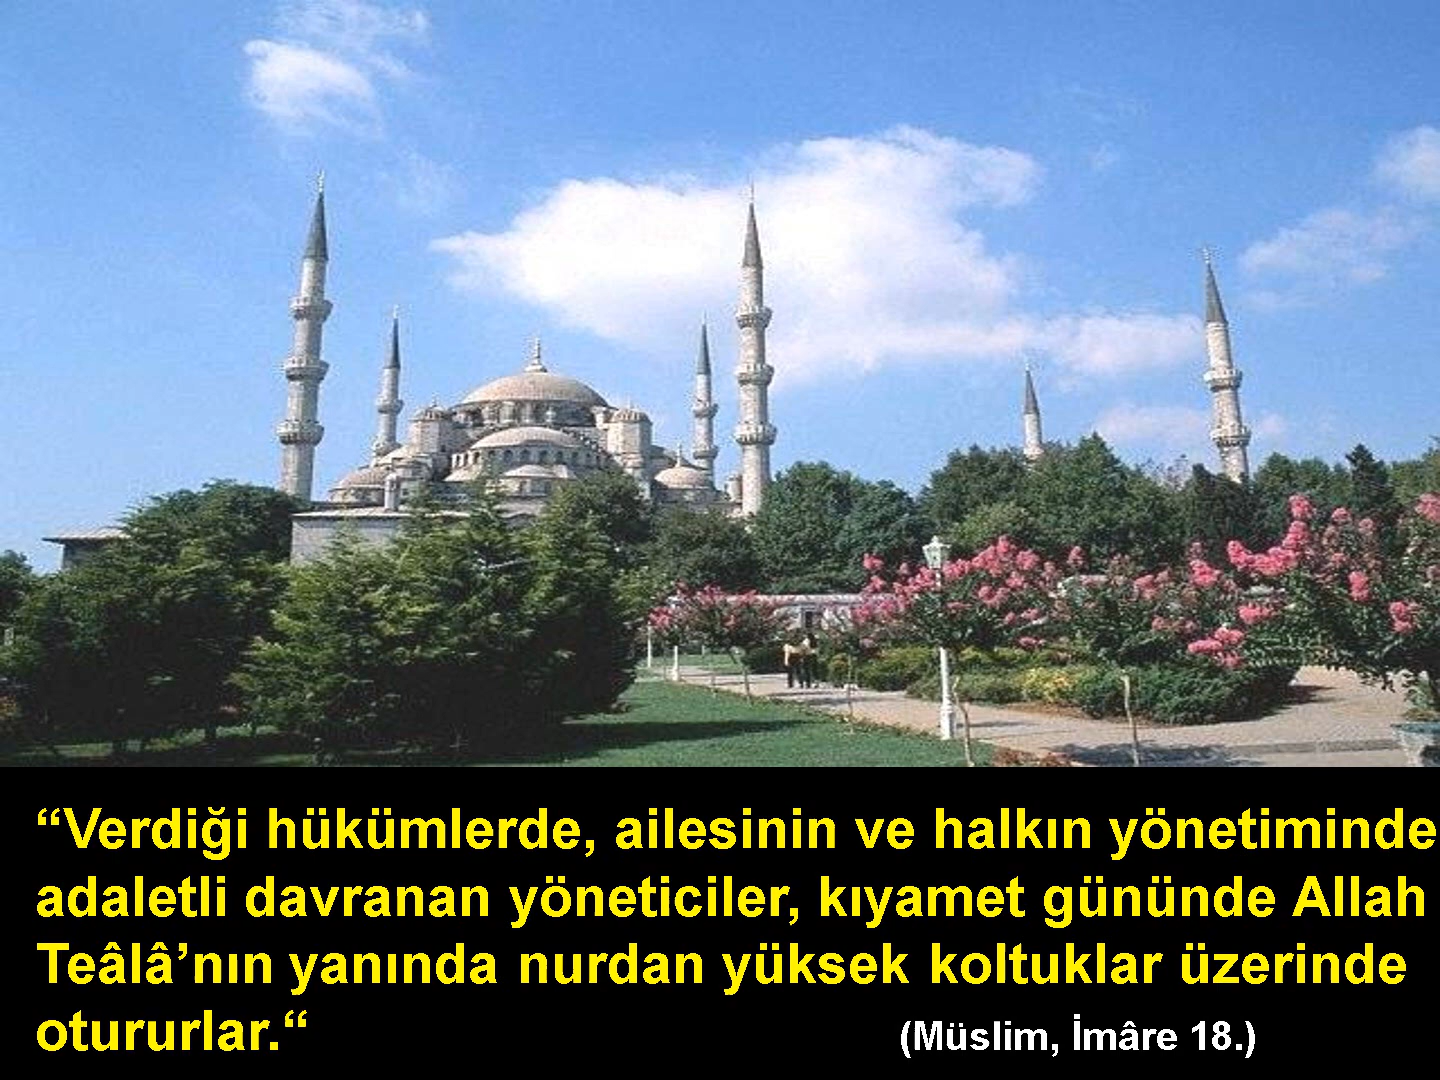 “Verdiği hükümlerde, ailesinin ve halkın yönetiminde
adaletli davranan yöneticiler, kıyamet gününde Allah
Teâlâ’nın yanında nurdan yüksek koltuklar üzerinde
otururlar.“ (Müslim, İmâre 18.)